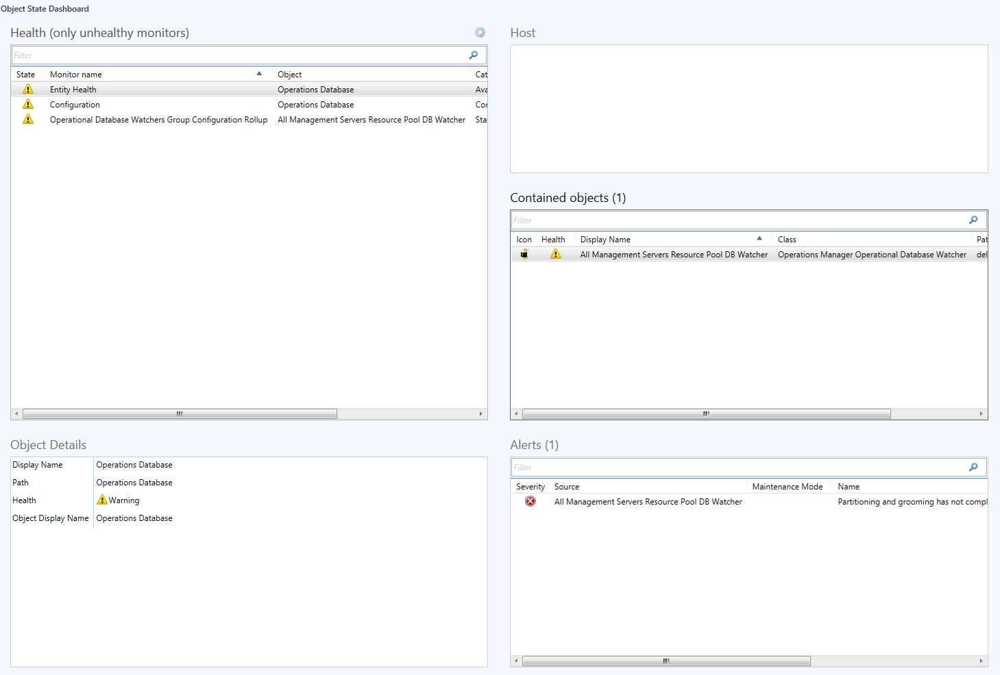 Object State Dashboard
Health (only unhealthy monitors)
Filter
State Monitor name Object Cat
Entity Health Operations Database Ava
Configuration Operations Database Cor
Operational Database Watchers Group Configuration Rollup All Management Servers Resource Pool DB Watcher Sta
Host
Contained objects (1)
Filter
Icon Health Display Name Class Pat
All Management Servers Resource Pool DB Watcher Operations Manager Operational Database Watcher del
Object Details
Display Name Operations Database
Path Operations Database
Health Warning
Object Display Name Operations Database
Alerts (1)
Filter
Severity Source Maintenance Mode Name
All Management Servers Resource Pool DB Watcher Partitioning and grooming has not compl